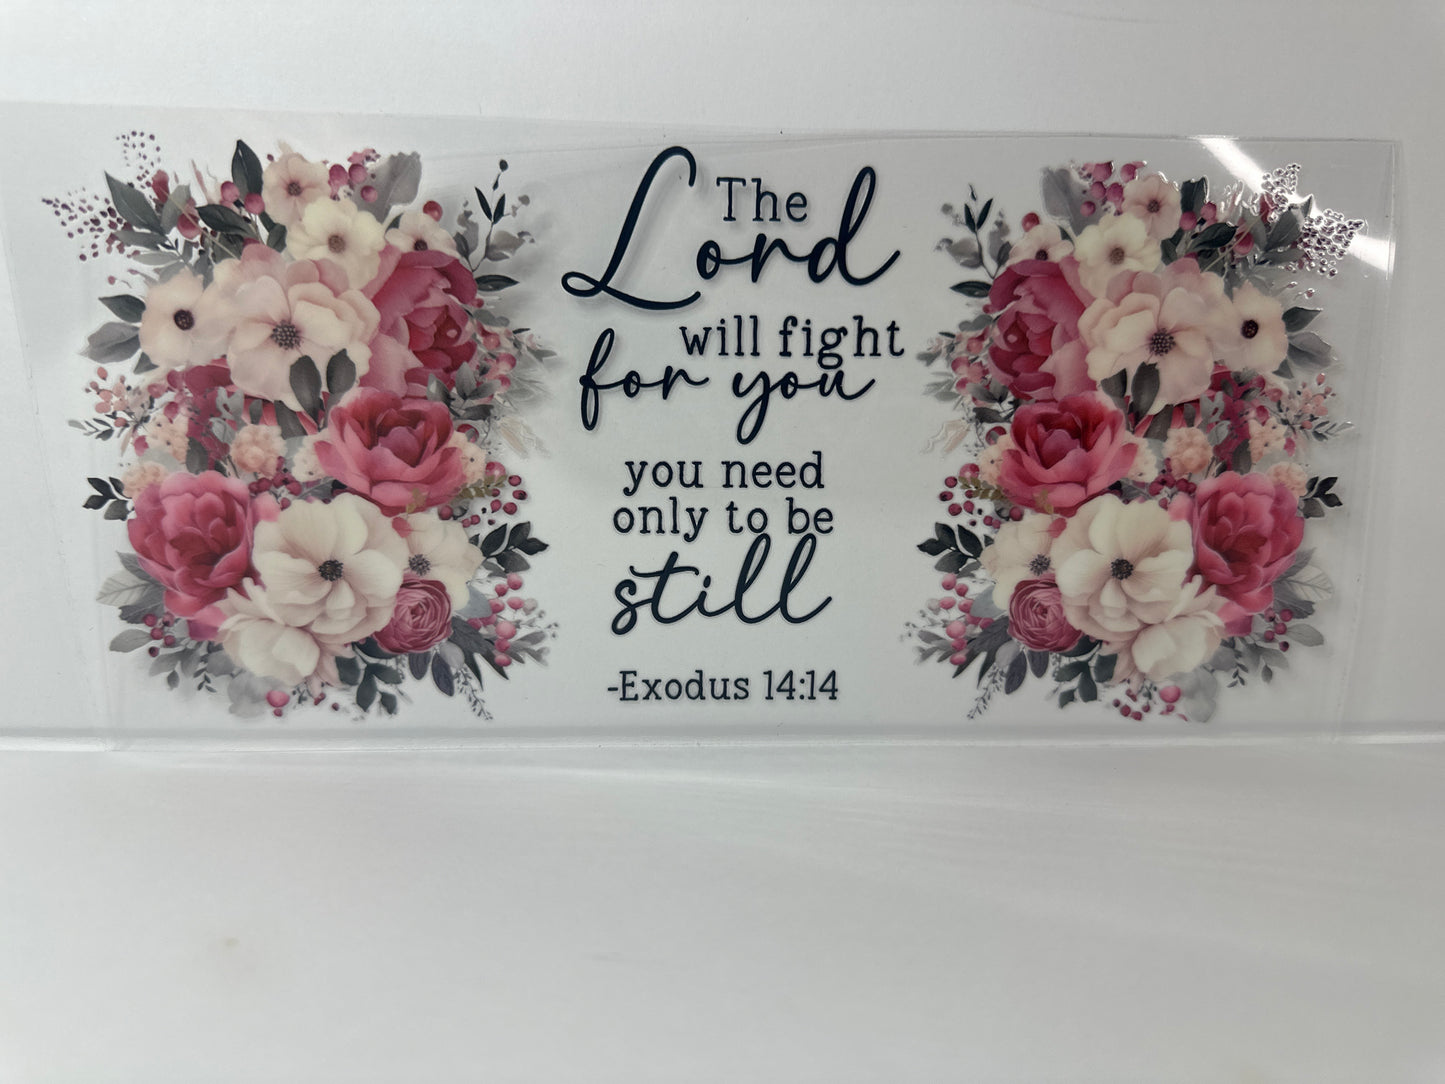 The
Lord
will fight
for you
you need
only to be
still
-Exodus 14:14